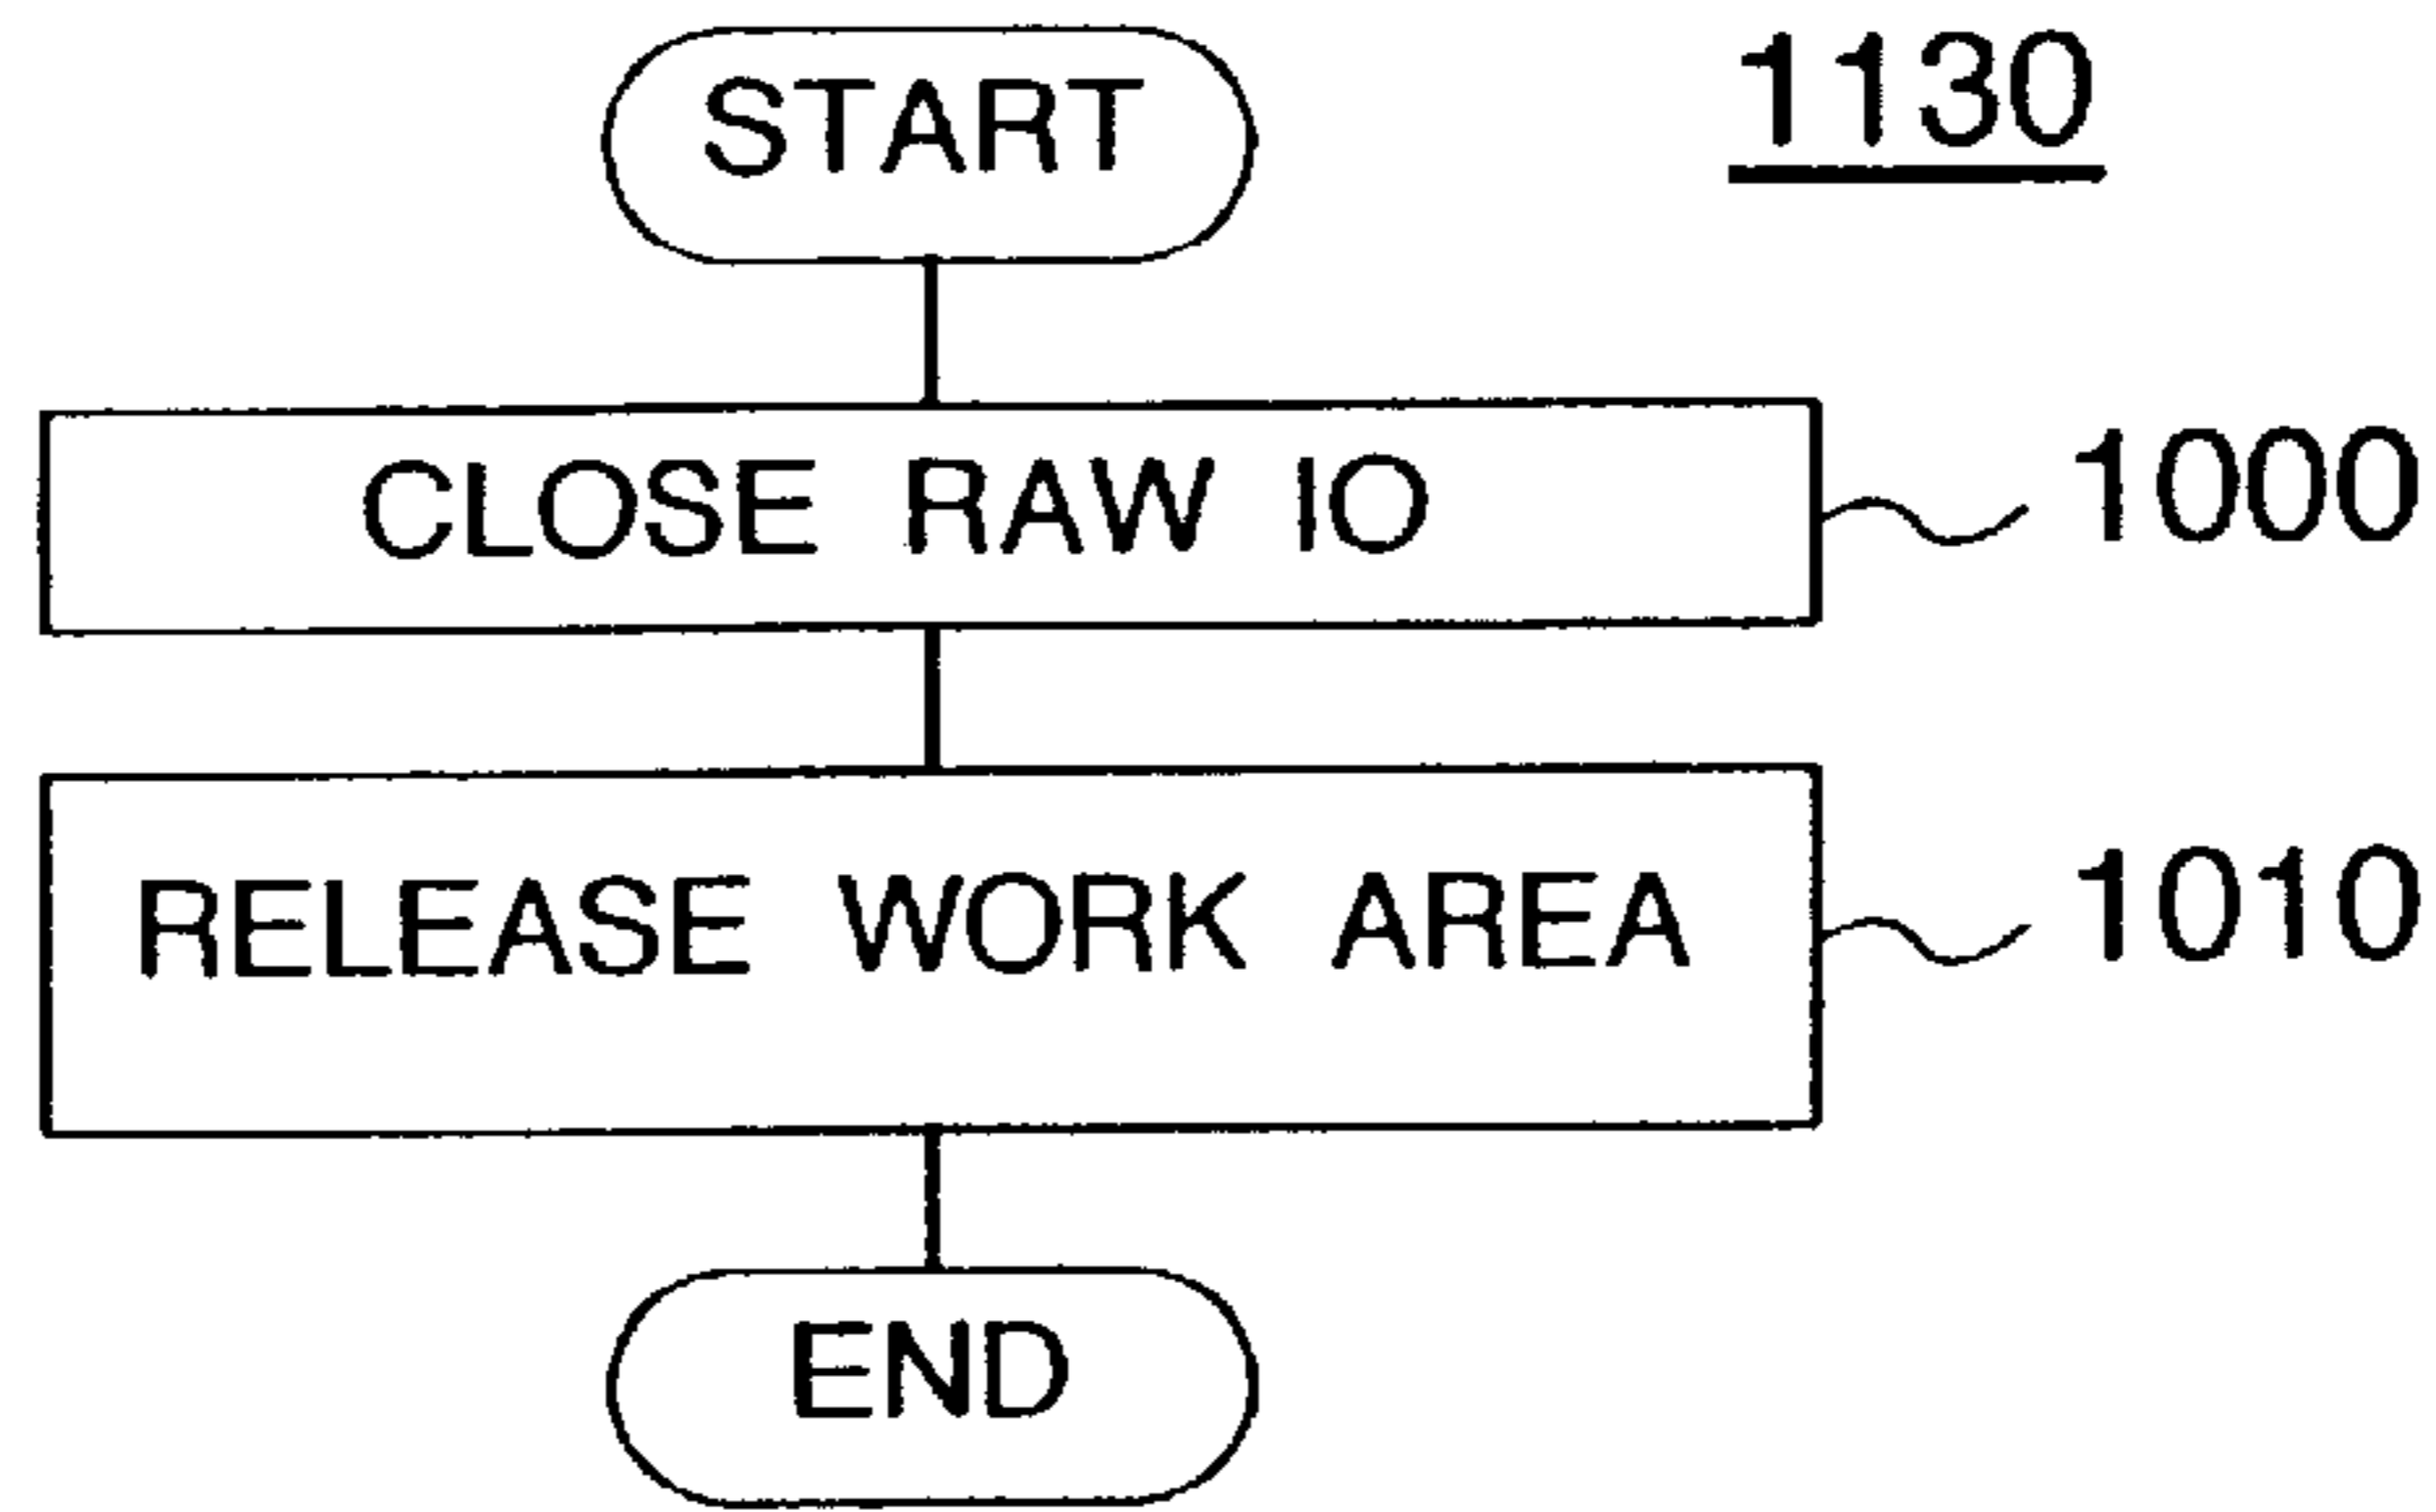 START
1130
CLOSE RAW IO
1000
RELEASE WORK AREA
1010
END